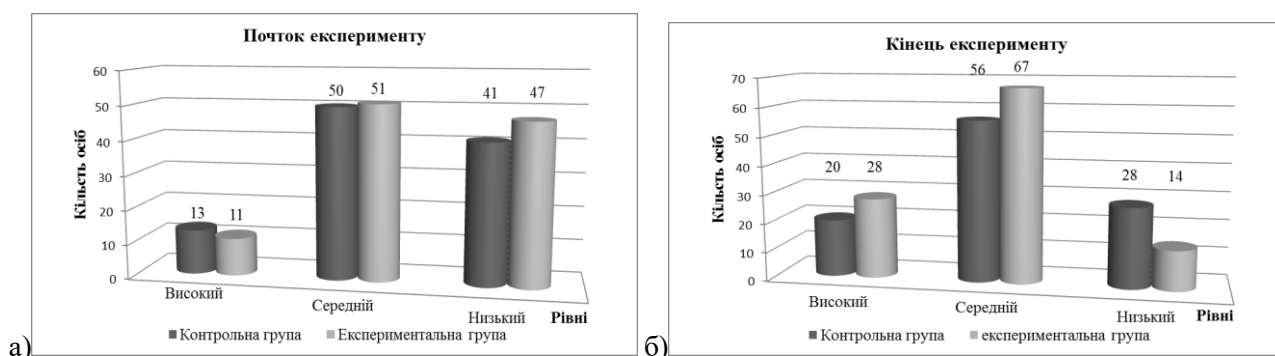 Почток експерименту
Кількість осіб
60
50
40
30
20
10
0
13 11
50 51
41 47
Високий
Середній
Низький Рівні
Контрольна група Експериментальна група
а)
Кінець експерименту
Кількість осіб
70
60
50
40
30
20
10
0
20 28
56 67
28 14
Високий
Середній
Низький Рівні
Контрольна група експериментальна група
б)